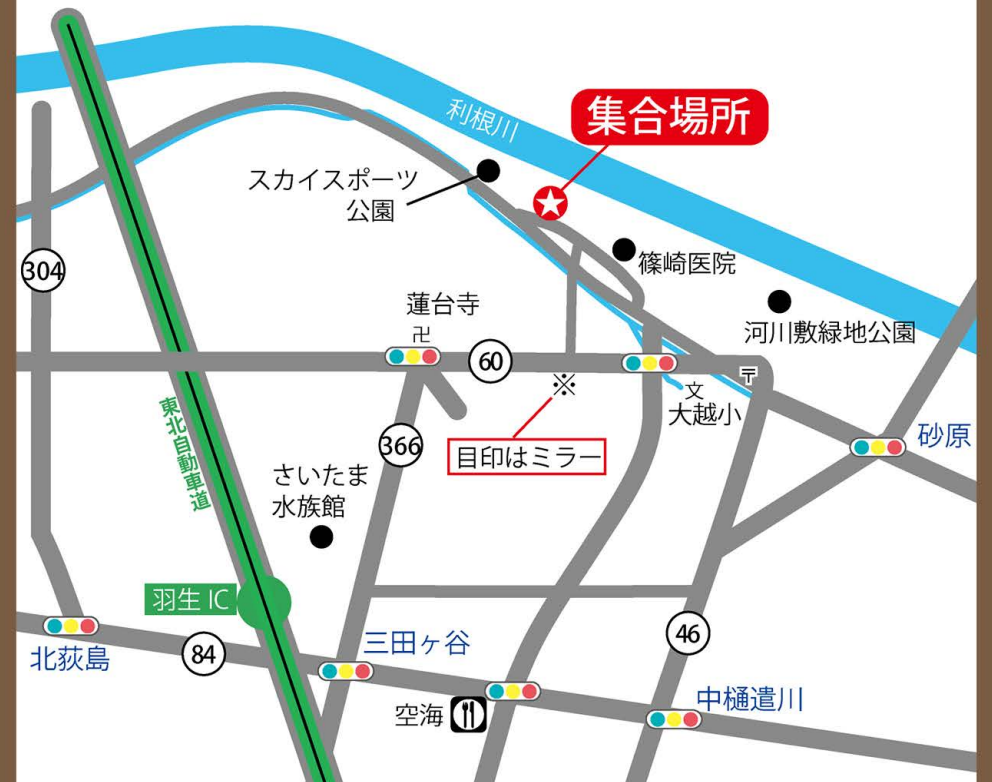 利根川
集合場所
スカイスポーツ
公園
304
篠崎医院
蓮台寺
卍
河川敷緑地公園
60
〒
※
文
大越小
東北自動車道
366
目印はミラー
砂原
さいたま
水族館
羽生 IC
84
46
北荻島
三田ヶ谷
空海
中樋遣川